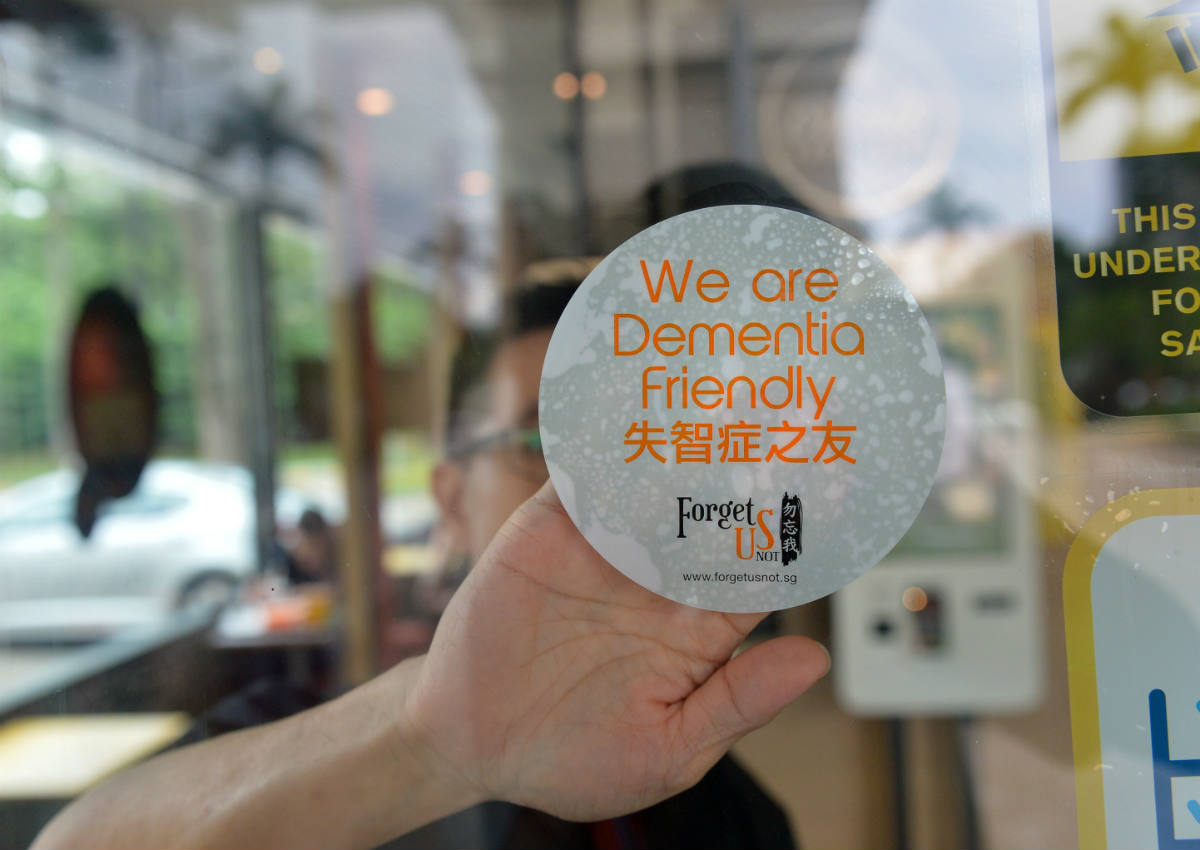 We are
Dementia
Friendly
失智症之友
Forget
US
NOT
勿忘我
www.forgetusnot.sg
THIS
UNDER
FO
SA